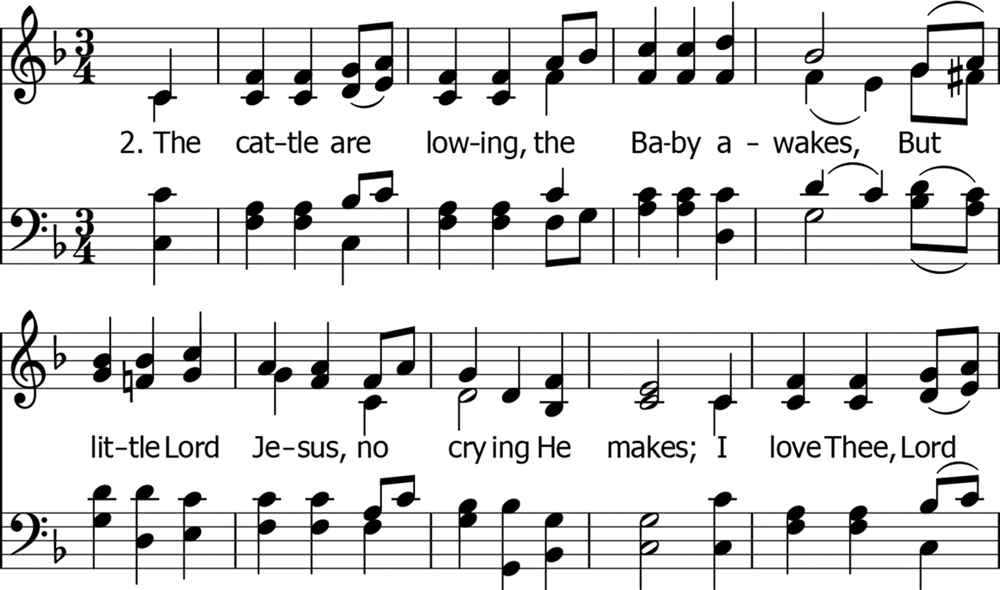 2. The cat–tle are low-ing, the Ba-by a – wakes, But
lit–tle Lord Je–sus, no cry ing He makes; I love Thee, Lord